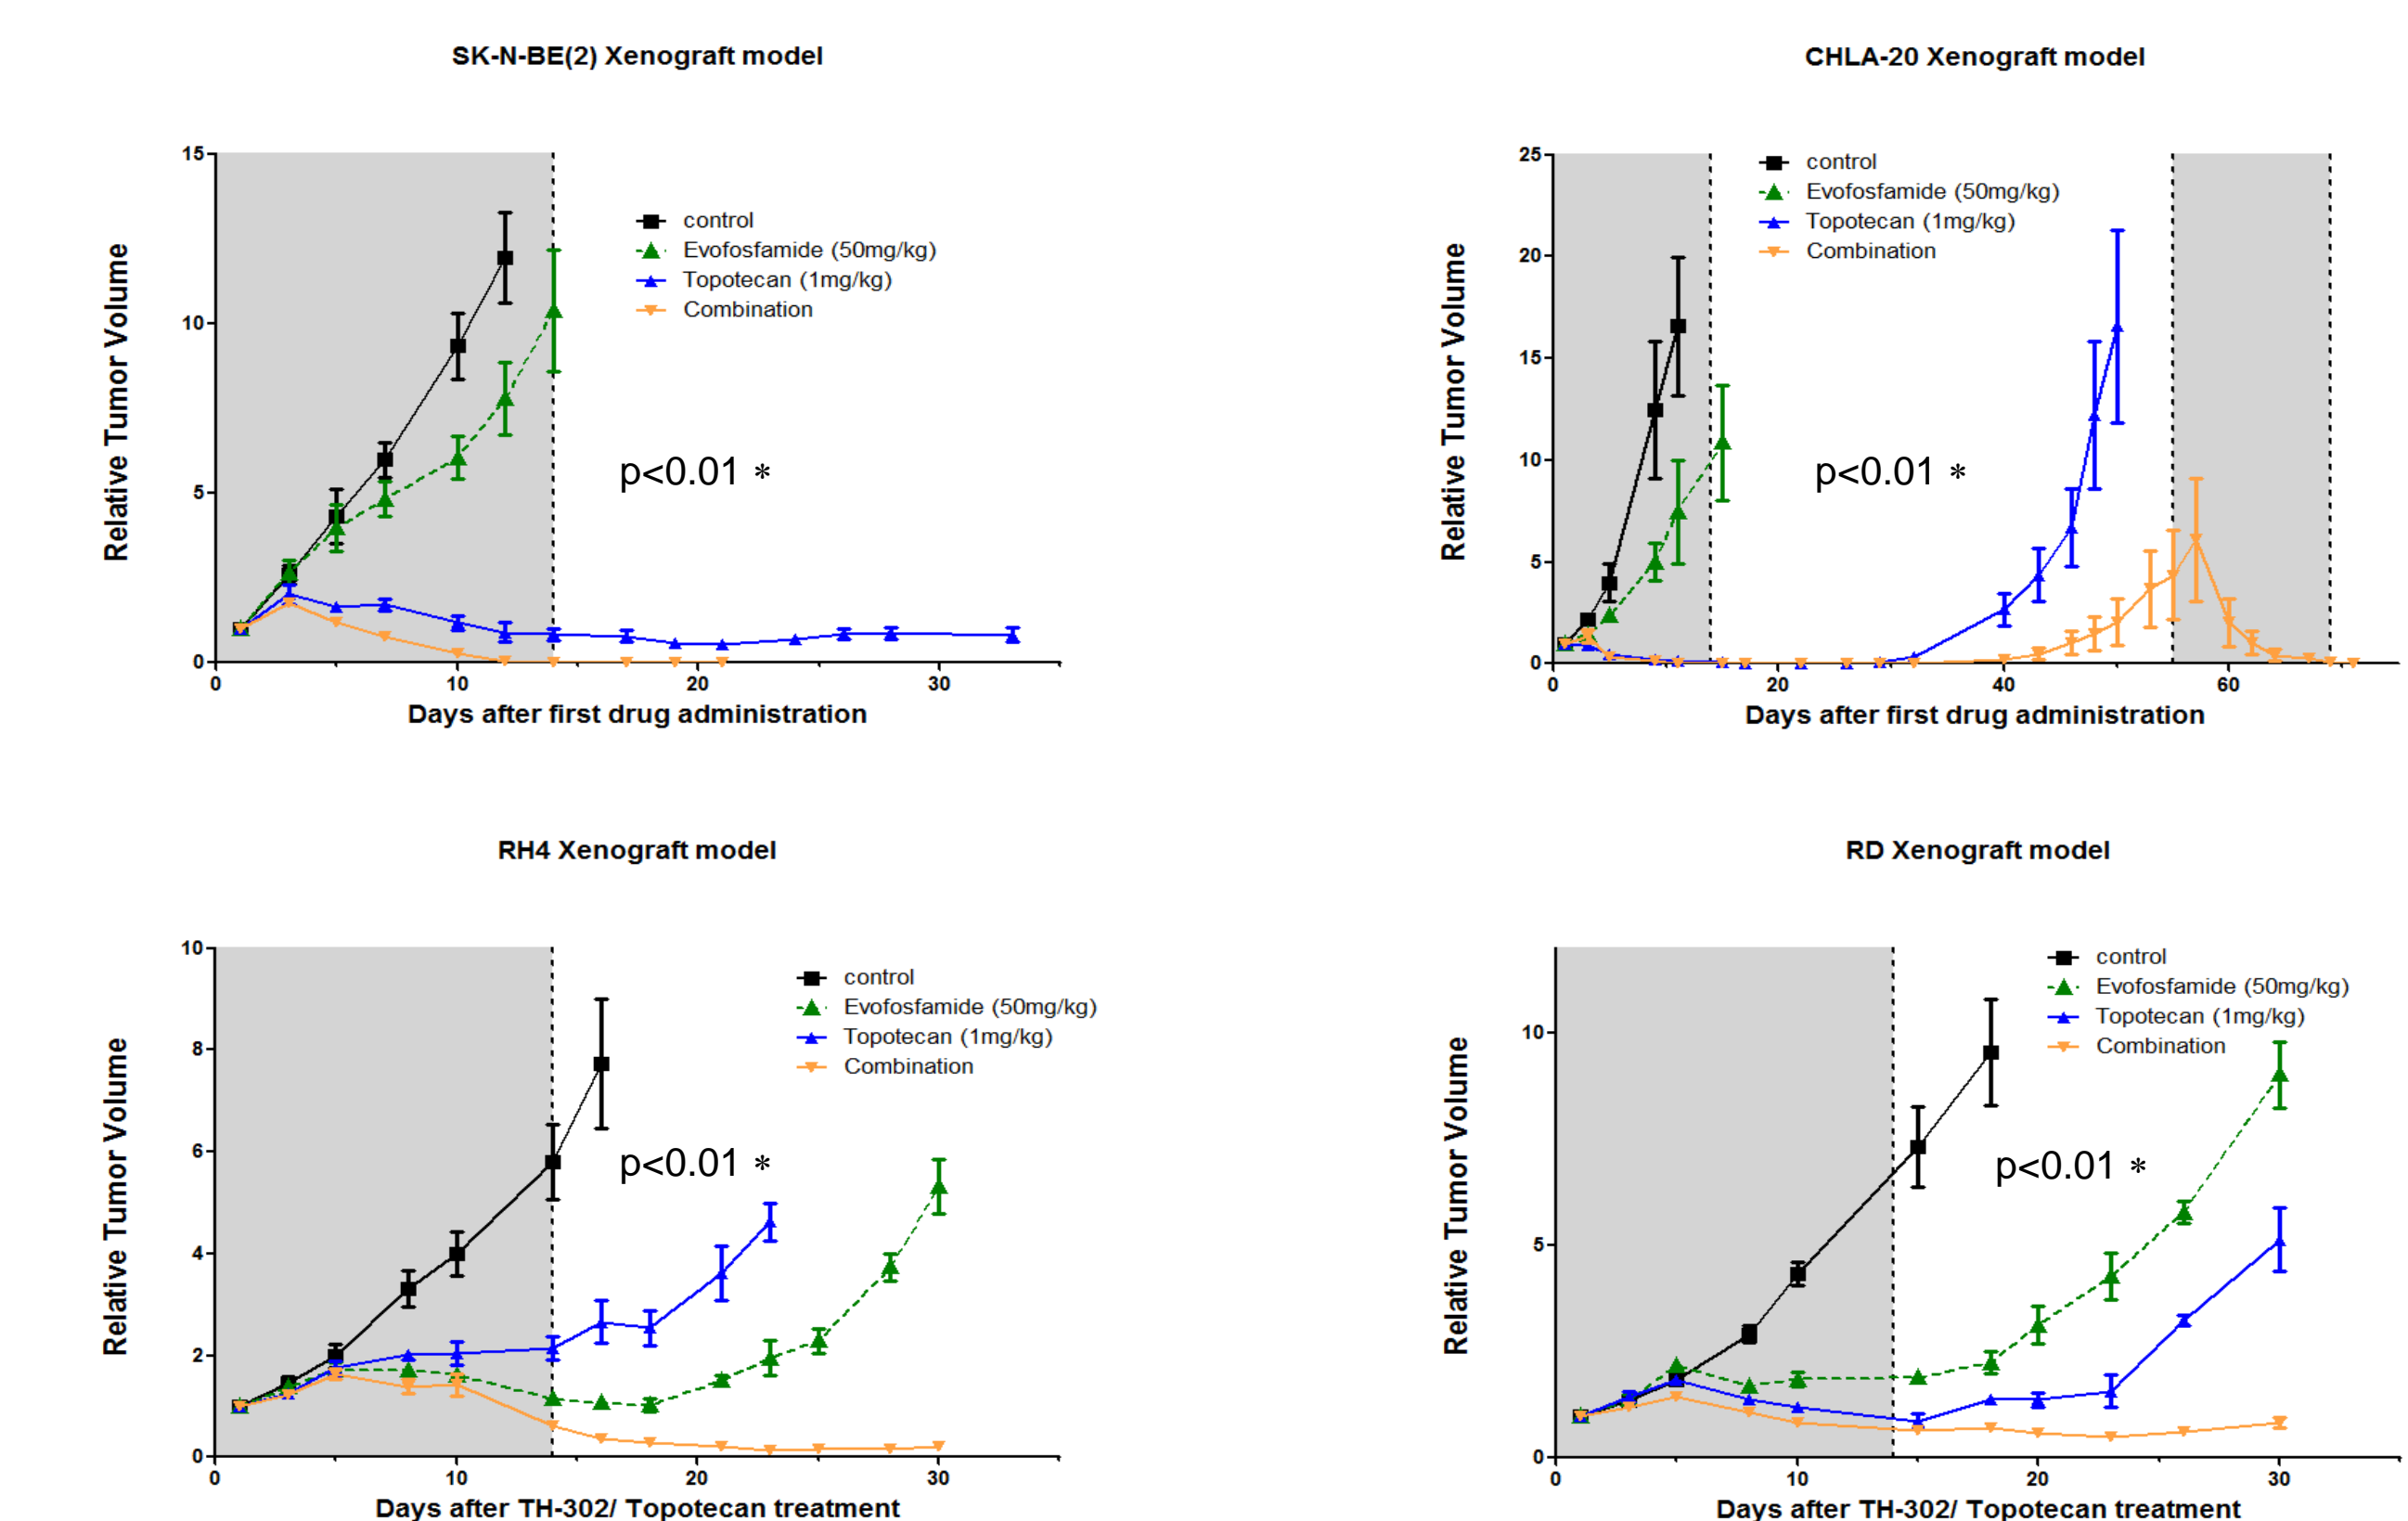 SK-N-BE(2) Xenograft model
Relative Tumor Volume
15
10
5
0
0
10
20
30
control
Evofosfamide (50mg/kg)
Topotecan (1mg/kg)
Combination
p<0.01 *
Days after first drug administration
CHLA-20 Xenograft model
Relative Tumor Volume
25
20
15
10
5
0
0
20
40
60
control
Evofosfamide (50mg/kg)
Topotecan (1mg/kg)
Combination
p<0.01 *
Days after first drug administration
RH4 Xenograft model
Relative Tumor Volume
10
8
6
4
2
0
0
10
20
30
control
Evofosfamide (50mg/kg)
Topotecan (1mg/kg)
Combination
p<0.01 *
Days after TH-302/ Topotecan treatment
RD Xenograft model
Relative Tumor Volume
10
5
0
0
10
20
30
control
Evofosfamide (50mg/kg)
Topotecan (1mg/kg)
Combination
p<0.01 *
Days after TH-302/ Topotecan treatment